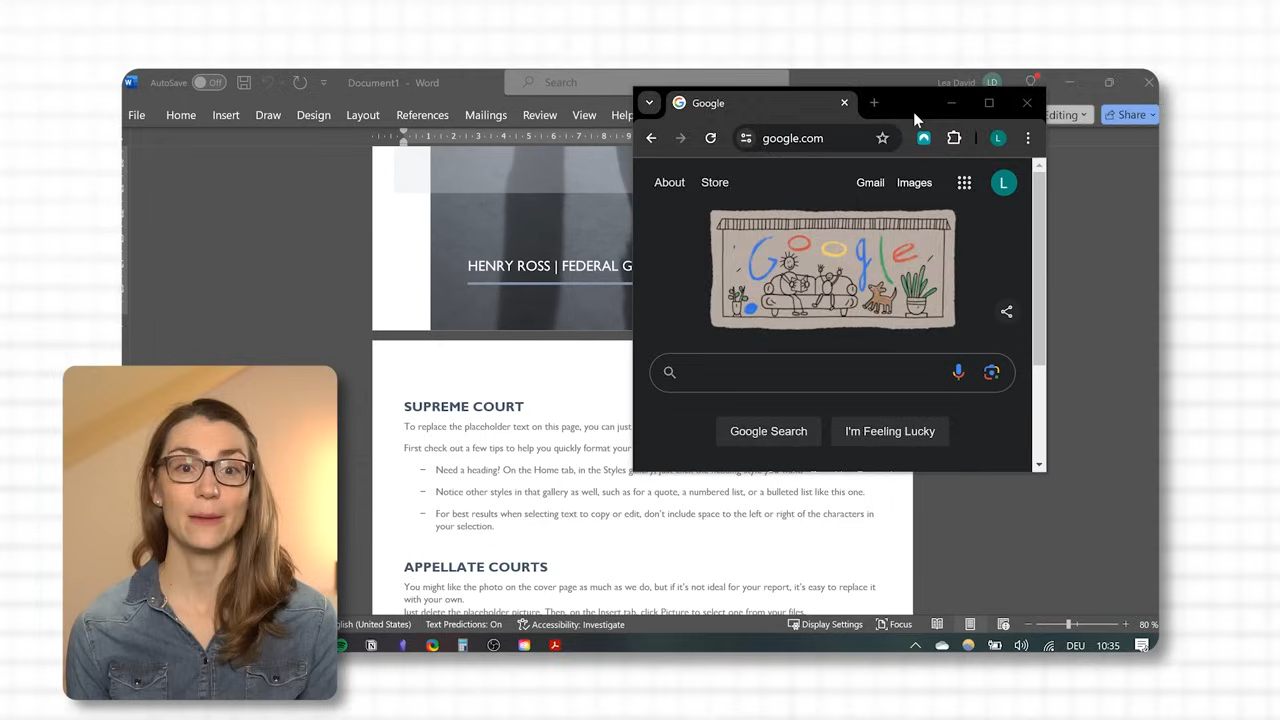 AutoSave Off Document1 - Word Search Lea David LD
File Home Insert Draw Design Layout References Mailings Review View Help Editing Share
Google
google.com L
About Store Gmail Images L
Google
Google Search I'm Feeling Lucky
HENRY ROSS | FEDERAL G
SUPREME COURT
To replace the placeholder text on this page, you can just
First check out a few tips to help you quickly format your
– Need a heading? On the Home tab, in the Styles
– Notice other styles in that gallery as well, such as for a quote, a numbered list, or a bulleted list like this one.
– For best results when selecting text to copy or edit, don't include space to the left or right of the characters in
your selection.
APPELLATE COURTS
You might like the photo on the cover page as much as we do, but if it's not ideal for your report, it's easy to replace it
with your own.
Just delete the placeholder picture. Then, on the Insert tab, click Picture to select one from your files.
glish (United States) Text Predictions: On Accessibility: Investigate Display Settings Focus 80 %
DEU 10:35